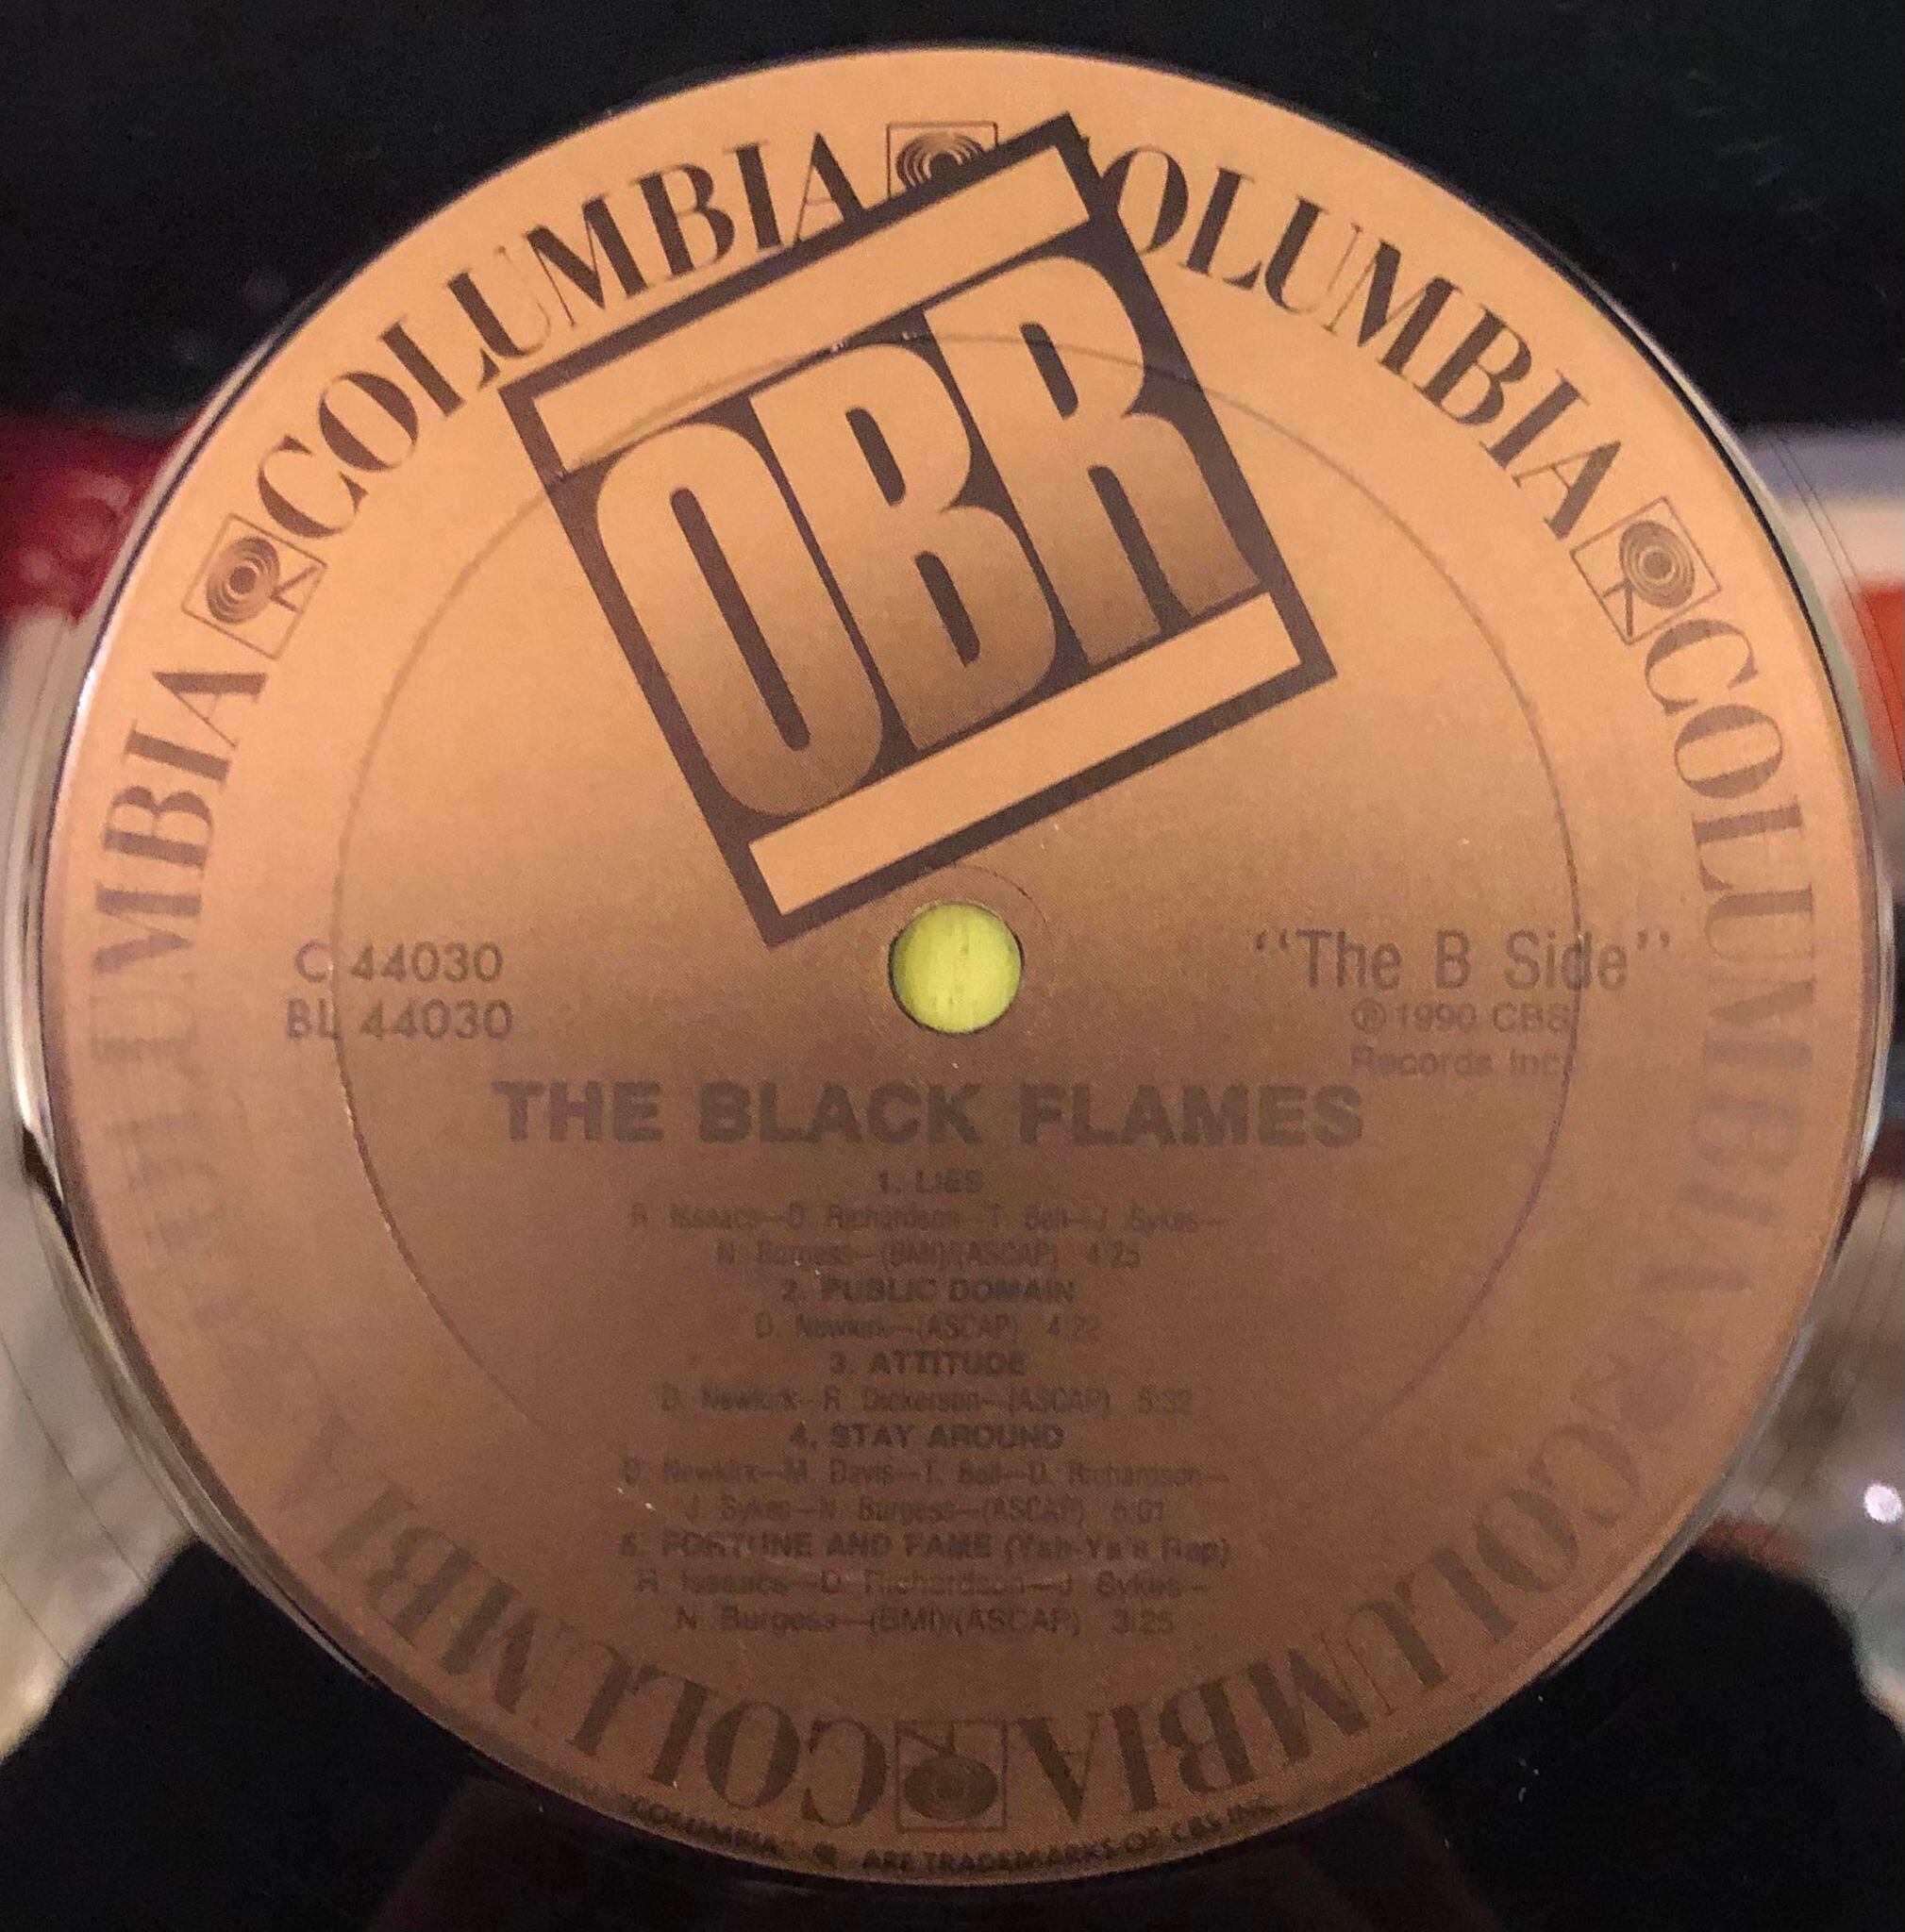 COLUMBIA
COLUMBIA
COLUMBIA
OBR
C 44030
BL 44030
"The B Side"
℗1990 CBS
Records Inc.
THE BLACK FLAMES
1. LIES
R. Issaacs—D. Richardson—T. Bell—J. Sykes—
N. Burgess—(BMI)/(ASCAP) 4:25
2. PUBLIC DOMAIN
D. Newkirk—(ASCAP) 4:22
3. ATTITUDE
D. Newkirk—R. Dickerson—(ASCAP) 5:32
4. STAY AROUND
Newkirk—M. Davis—T. Bell—D. Richardson—
J. Sykes—N. Burgess—(ASCAP) 5:01
5. FORTUNE AND FAME (Yah-Ya's Rap)
R. Issaacs—D. Richardson—J. Sykes—
N. Burgess—(BMI)/(ASCAP) 3:25
COLUMBIA
COLUMBIA
"COLUMBIA," ARE TRADEMARKS OF CBS INC.